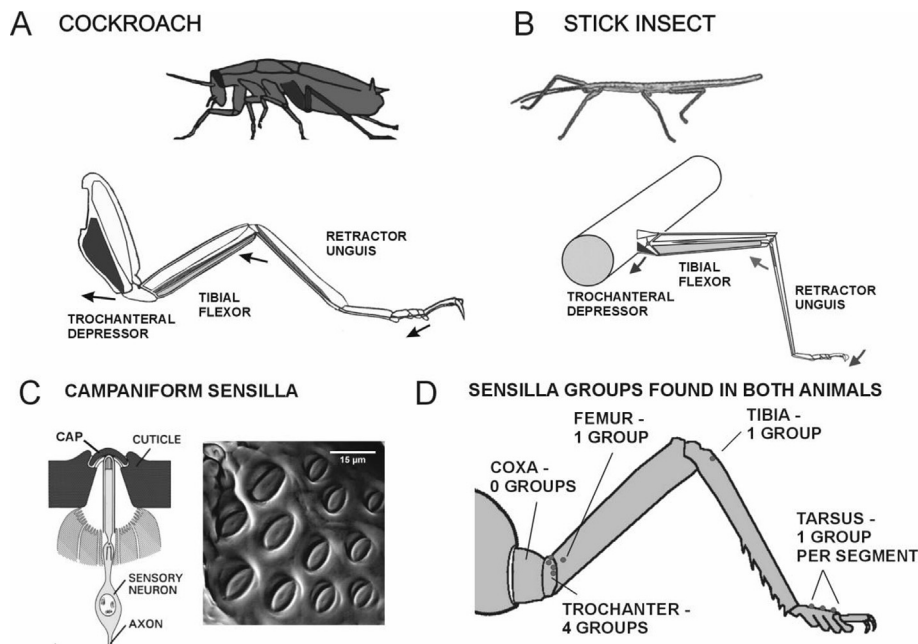 A COCKROACH
TROCHANTERAL
DEPRESSOR
TIBIAL
FLEXOR
RETRACTOR
UNGUIS
B STICK INSECT
TROCHANTERAL
DEPRESSOR
TIBIAL
FLEXOR
RETRACTOR
UNGUIS
C CAMPANIFORM SENSILLA
CAP
CUTICLE
SENSORY
NEURON
AXON
15 µm
D SENSILLA GROUPS FOUND IN BOTH ANIMALS
FEMUR -
1 GROUP
TIBIA -
1 GROUP
COXA -
0 GROUPS
TARSUS -
1 GROUP
PER SEGMENT
TROCHANTER -
4 GROUPS